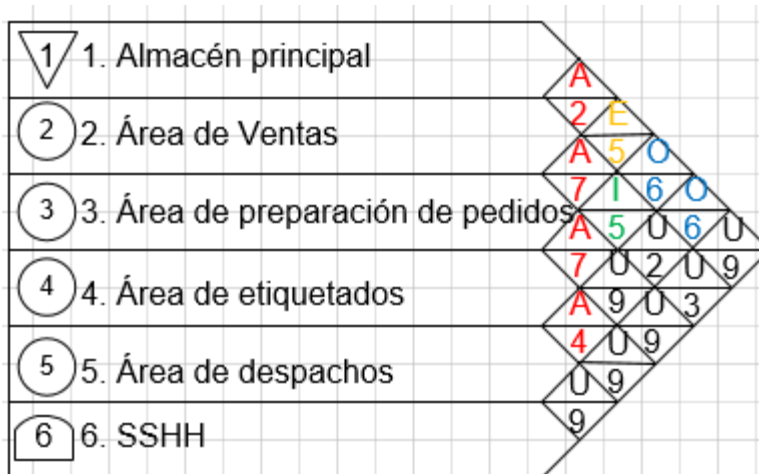 1 1. Almacén principal
A
2 E
2 2. Área de Ventas
A 5 O
7 I 6 O
3 3. Área de preparación de pedidos
A 5 U 6 U
7 U 2 U 9
4 4. Área de etiquetados
A 9 U 3
4 U 9
5 5. Área de despachos
U 9
9
6 6. SSHH